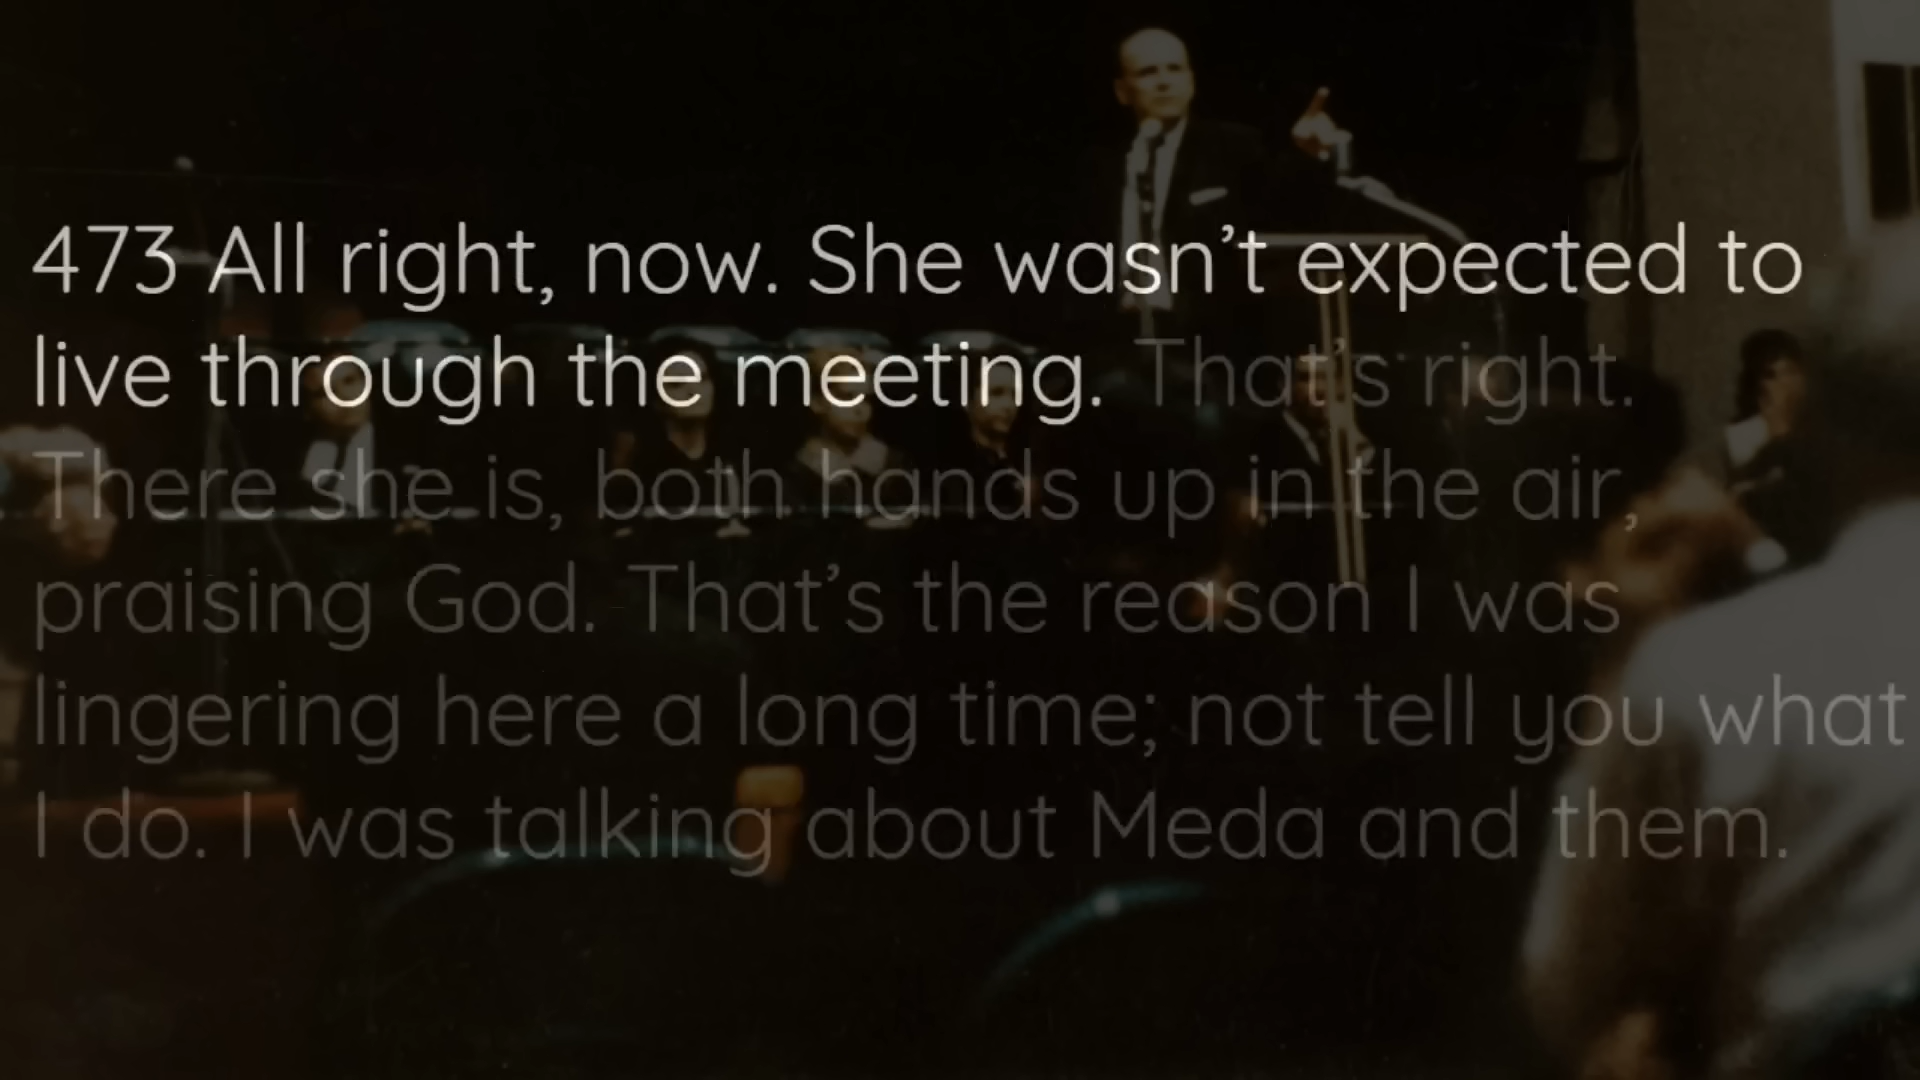 473 All right, now. She wasn’t expected to
live through the meeting. That’s right.
There she is, both hands up in the air,
praising God. That’s the reason I was
lingering here a long time; not tell you what
I do. I was talking about Meda and them.